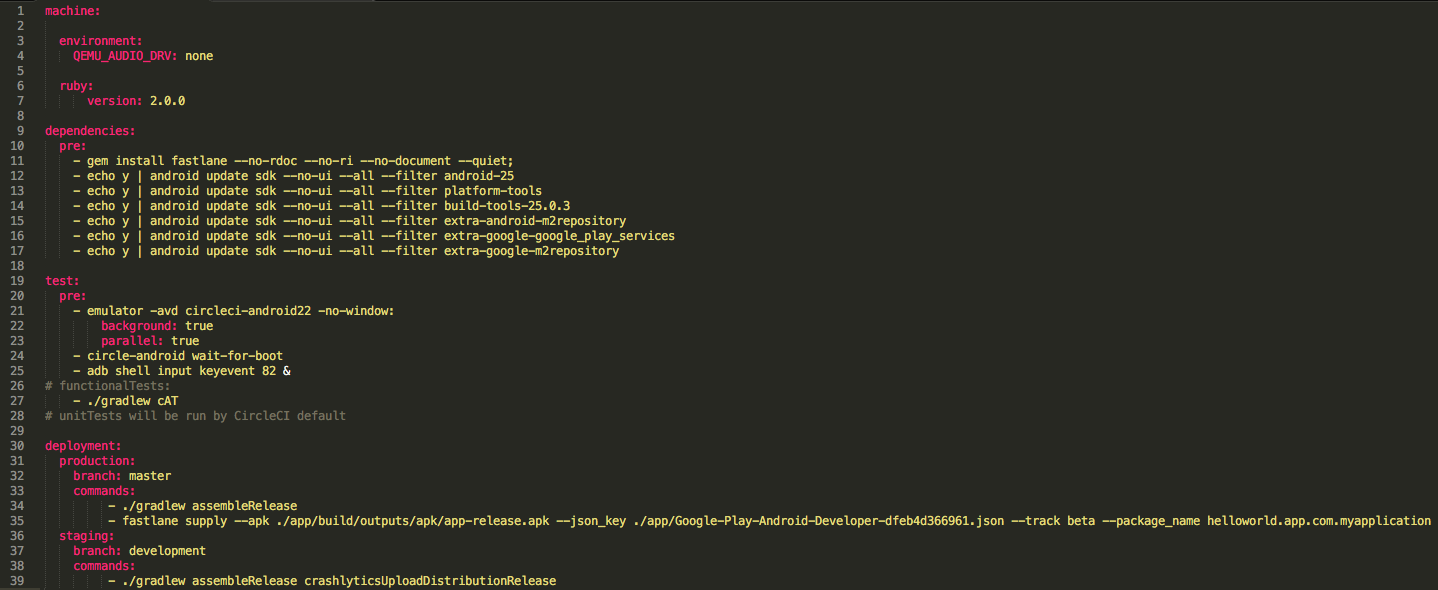 1 machine:
2
3 environment:
4 QEMU_AUDIO_DRV: none
5
6 ruby:
7 version: 2.0.0
8
9 dependencies:
10 pre:
11 - gem install fastlane --no-rdoc --no-ri --no-document --quiet;
12 - echo y | android update sdk --no-ui --all --filter android-25
13 - echo y | android update sdk --no-ui --all --filter platform-tools
14 - echo y | android update sdk --no-ui --all --filter build-tools-25.0.3
15 - echo y | android update sdk --no-ui --all --filter extra-android-m2repository
16 - echo y | android update sdk --no-ui --all --filter extra-google-google_play_services
17 - echo y | android update sdk --no-ui --all --filter extra-google-m2repository
18
19 test:
20 pre:
21 - emulator -avd circleci-android22 -no-window:
22 background: true
23 parallel: true
24 - circle-android wait-for-boot
25 - adb shell input keyevent 82 &
26 # functionalTests:
27 - ./gradlew cAT
28 # unitTests will be run by CircleCI default
29
30 deployment:
31 production:
32 branch: master
33 commands:
34 - ./gradlew assembleRelease
35 - fastlane supply --apk ./app/build/outputs/apk/app-release.apk --json_key ./app/Google-Play-Android-Developer-dfeb4d366961.json --track beta --package_name helloworld.app.com.myapplication
36 staging:
37 branch: development
38 commands:
39 - ./gradlew assembleRelease crashlyticsUploadDistributionRelease